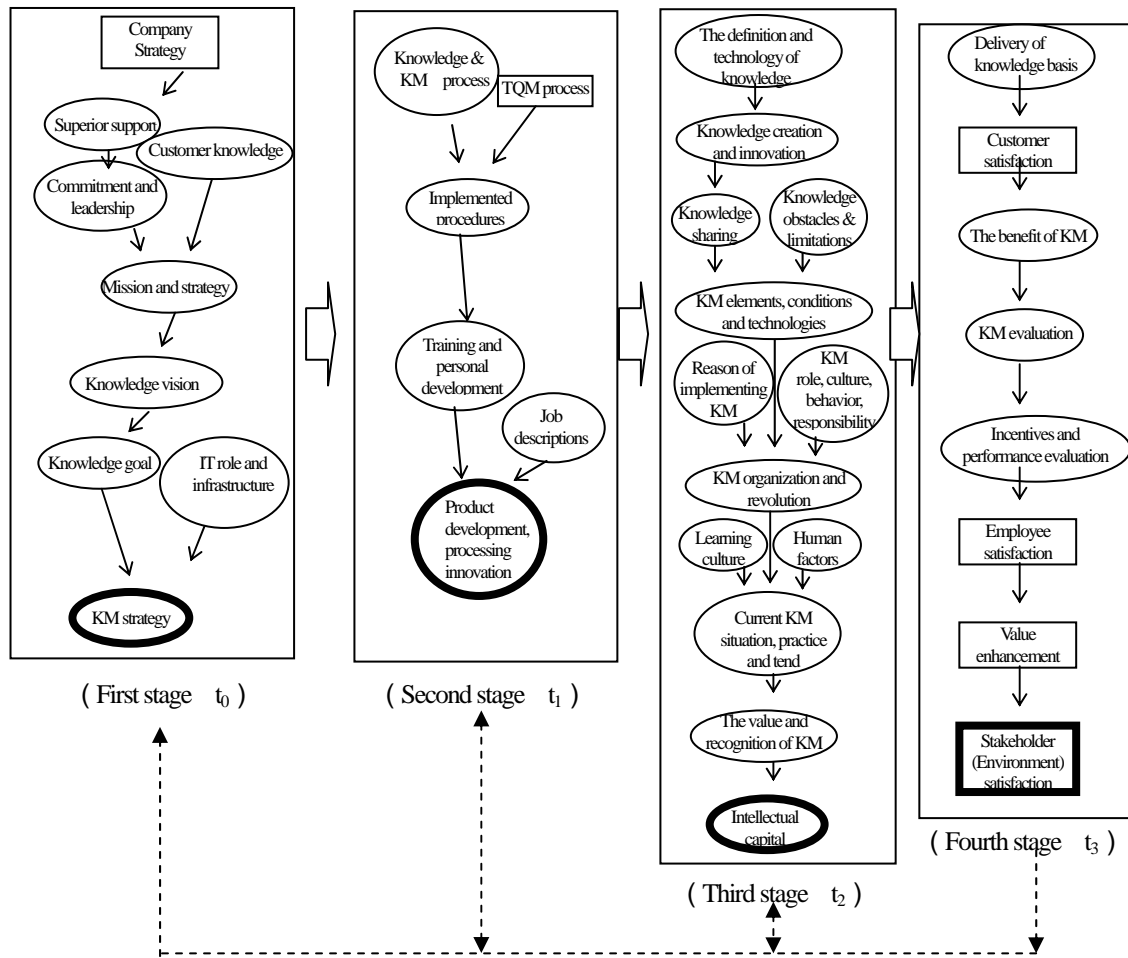 Company
Strategy
Superior support
Customer knowledge
Commitment and
leadership
Mission and strategy
Knowledge vision
Knowledge goal
IT role and
infrastructure
KM strategy
( First stage t0 )
Knowledge &
KM process
TQM process
Implemented
procedures
Training and
personal
development
Job
descriptions
Product
development,
processing
innovation
( Second stage t1 )
The definition and
technology of
knowledge
Knowledge creation
and innovation
Knowledge
sharing
Knowledge
obstacles &
limitations
KM elements, conditions
and technologies
Reason of
implementing
KM
KM
role, culture,
behavior,
responsibility
KM organization and
revolution
Learning
culture
Human
factors
Current KM
situation, practice
and tend
The value and
recognition of KM
Intellectual
capital
( Third stage t2 )
Delivery of
knowledge basis
Customer
satisfaction
The benefit of KM
KM evaluation
Incentives and
performance evaluation
Employee
satisfaction
Value
enhancement
Stakeholder
(Environment)
satisfaction
( Fourth stage t3 )